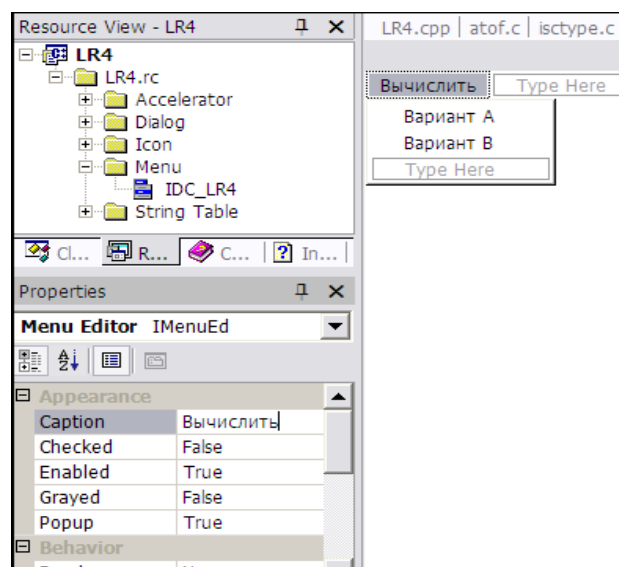 Resource View - LR4
LR4
LR4.rc
Accelerator
Dialog
Icon
Menu
IDC_LR4
String Table
Cl... R... C... In...
Properties
Menu Editor IMenuEd
Appearance
Caption Вычислить
Checked False
Enabled True
Grayed False
Popup True
Behavior
LR4.cpp atof.c isctype.c
Вычислить Type Here
Вариант А
Вариант В
Type Here